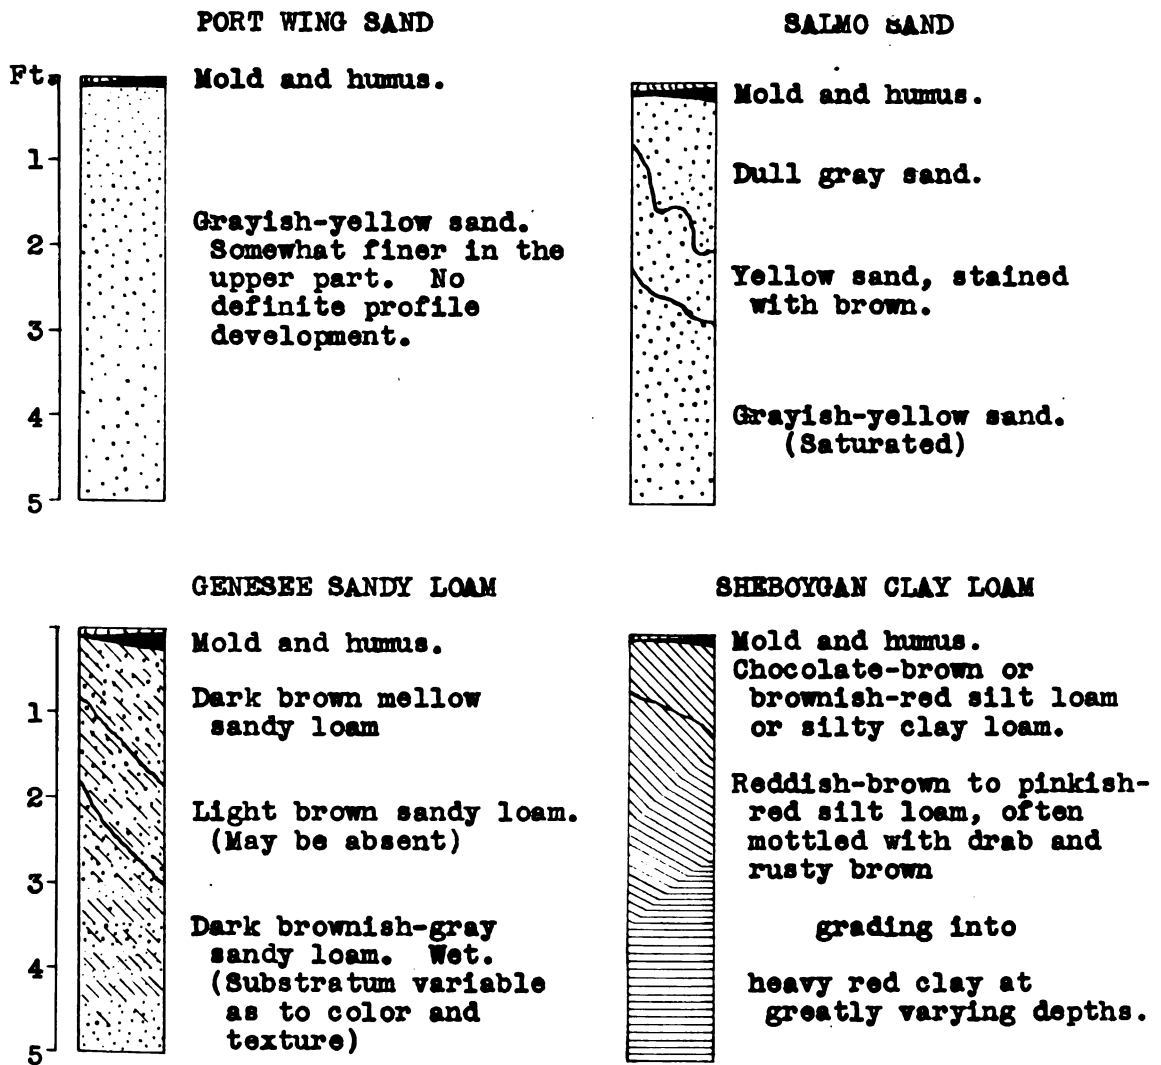 PORT WING SAND
Ft.
Mold and humus.
1
Grayish-yellow sand.
Somewhat finer in the
2
upper part. No
definite profile
3
development.
4
5
SALMO SAND
Mold and humus.
Dull gray sand.
Yellow sand, stained
with brown.
Grayish-yellow sand.
(Saturated)
GENESEE SANDY LOAM
Mold and humus.
Dark brown mellow
1
sandy loam
2
Light brown sandy loam.
(May be absent)
3
Dark brownish-gray
sandy loam. Wet.
4
(Substratum variable
as to color and
texture)
5
SHEBOYGAN CLAY LOAM
Mold and humus.
Chocolate-brown or
brownish-red silt loam
or silty clay loam.
Reddish-brown to pinkish-
red silt loam, often
mottled with drab and
rusty brown
grading into
heavy red clay at
greatly varying depths.